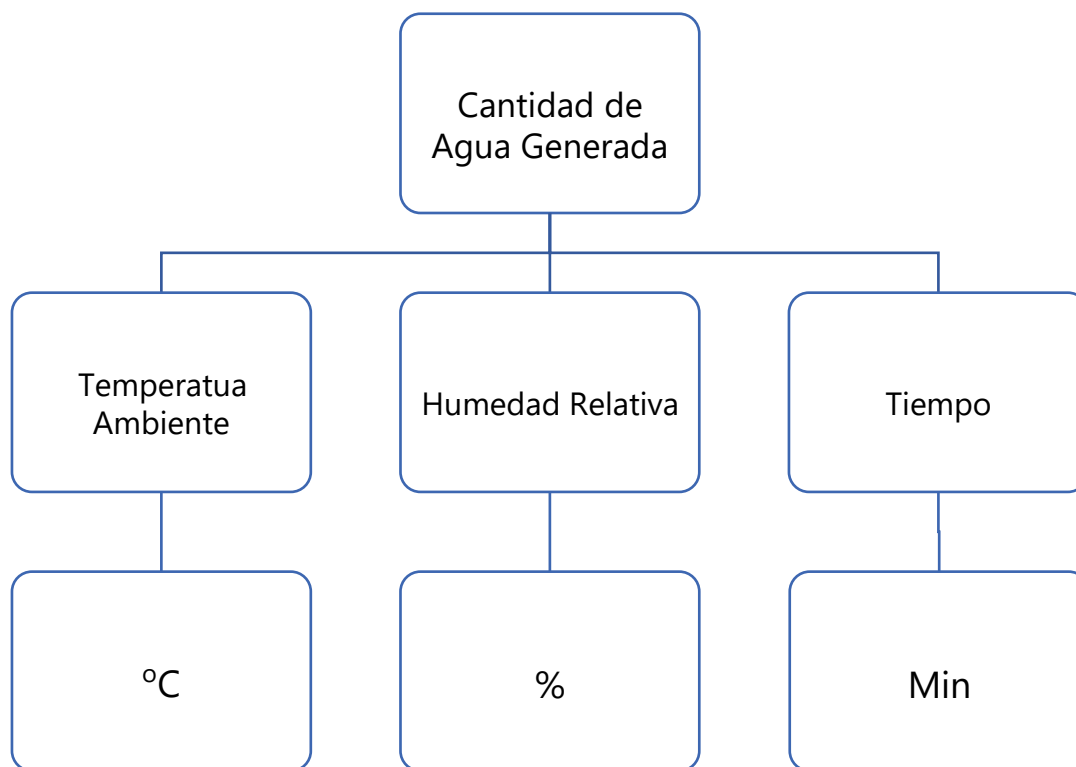 Cantidad de
Agua Generada
Temperatua
Ambiente
Humedad Relativa
Tiempo
ºC
%
Min